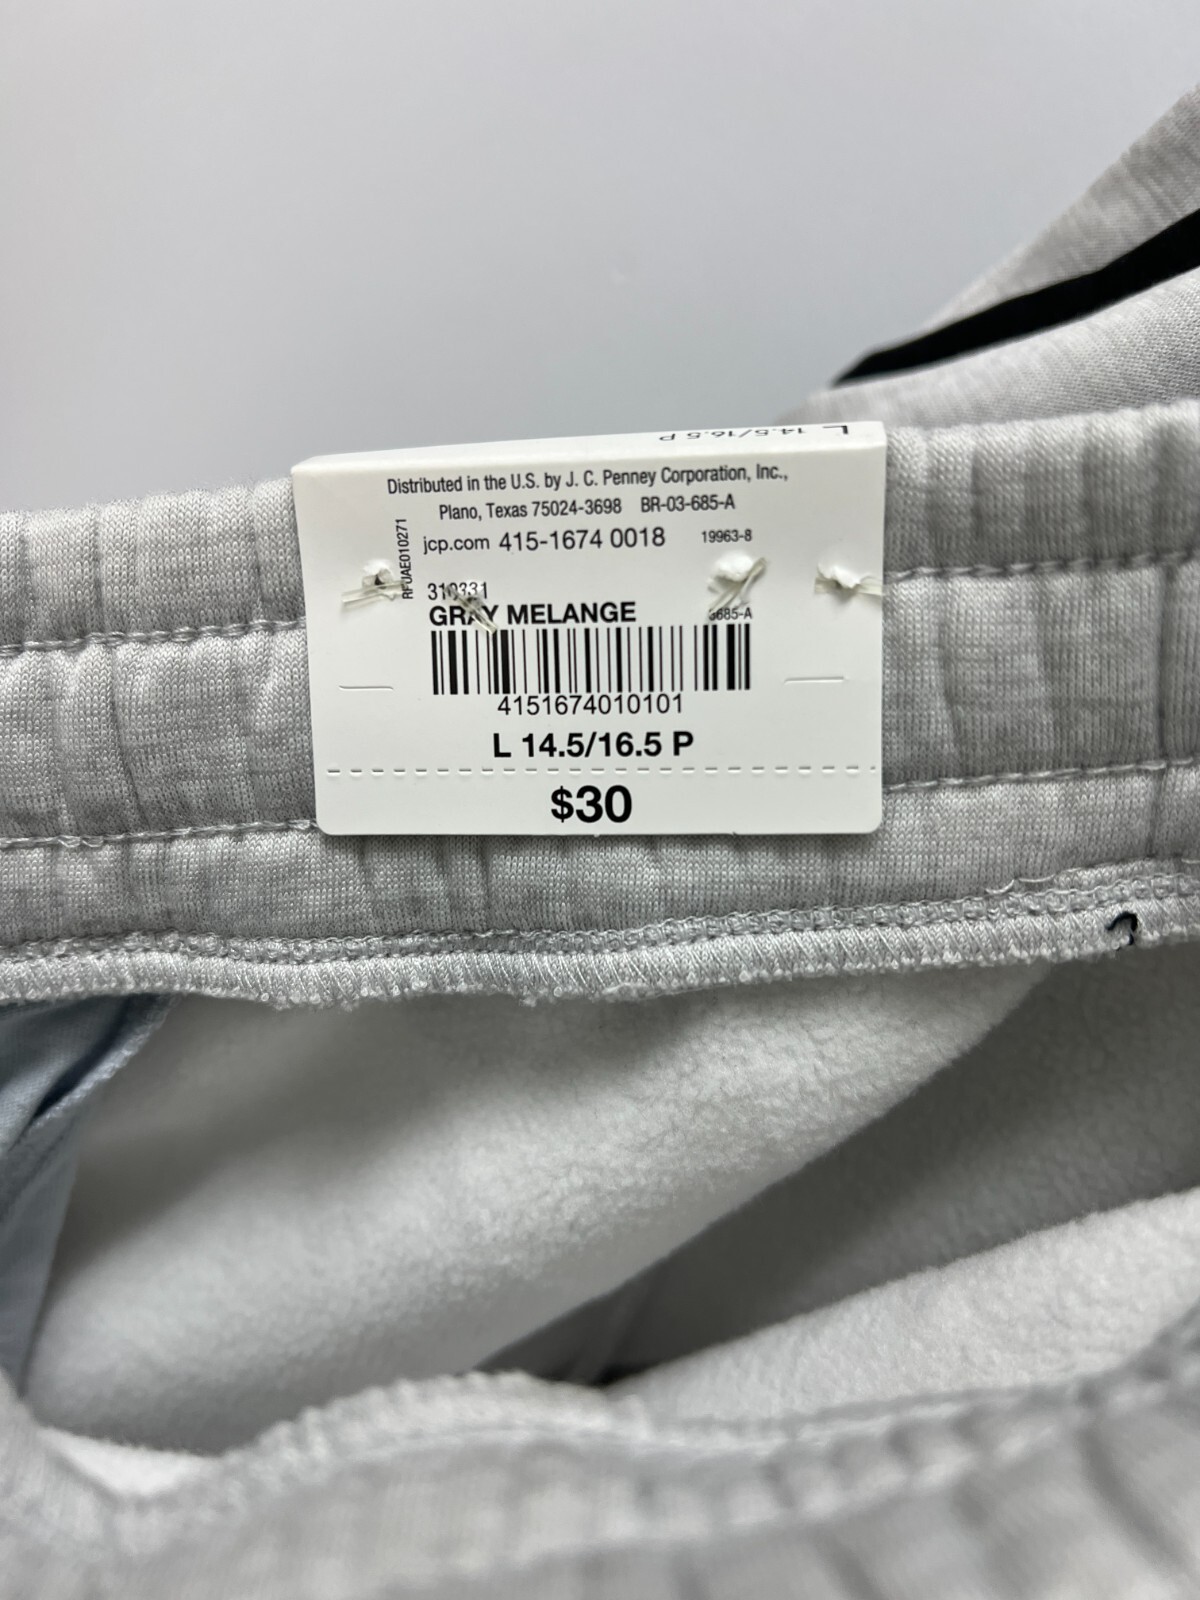 L 14.5/16.5 P
Distributed in the U.S. by J. C. Penney Corporation, Inc.,
Plano, Texas 75024-3698 BR-03-685-A
jcp.com 415-1674 0018 19963-8
RFUAE010271
310331
GRAY MELANGE 3685-A
4151674010101
L 14.5/16.5 P
$30